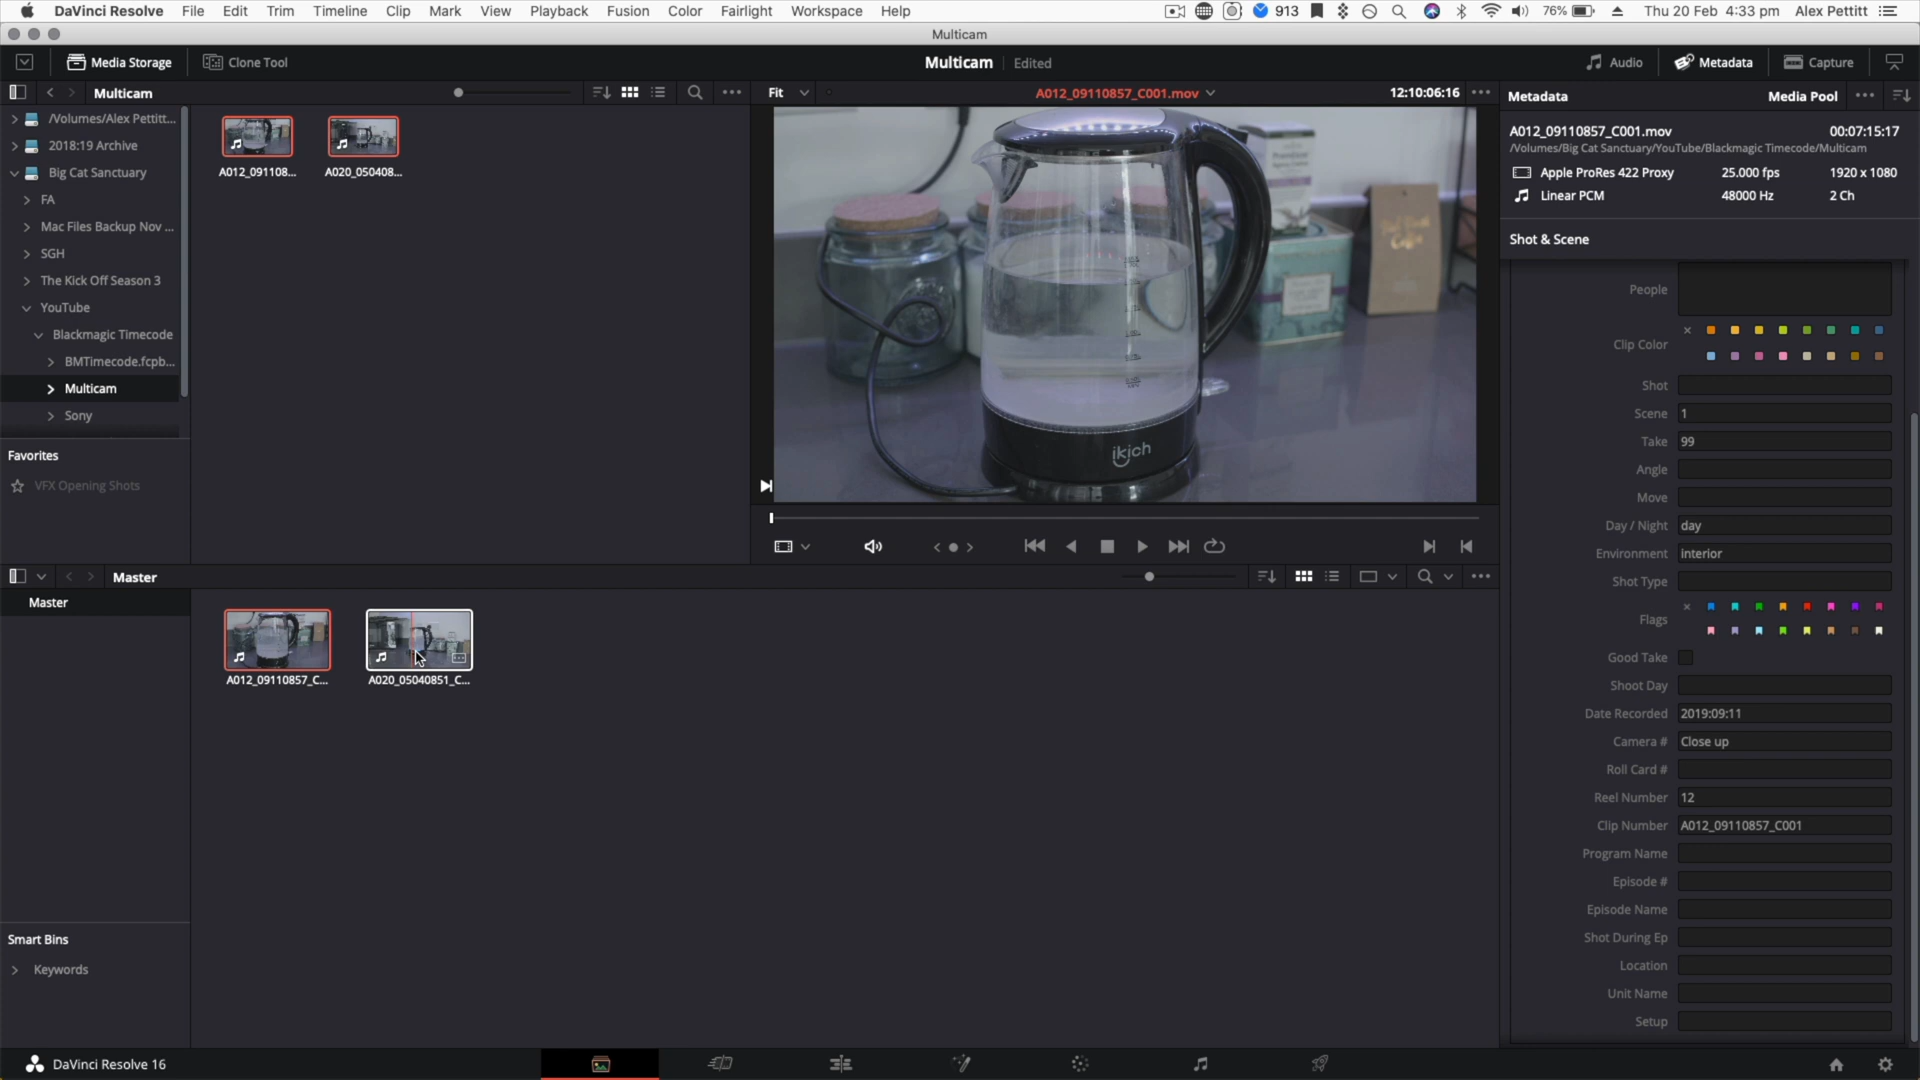 DaVinci Resolve File Edit Trim Timeline Clip Mark View Playback Fusion Color Fairlight Workspace Help 913 76% Thu 20 Feb 4:33 pm Alex Pettitt
Multicam
Media Storage Clone Tool Multicam Edited Audio Metadata Capture
Multicam Fit A012_09110857_C001.mov 12:10:06:16 Metadata Media Pool
/Volumes/Alex Pettitt...
2018:19 Archive
Big Cat Sanctuary
FA
Mac Files Backup Nov ...
SGH
The Kick Off Season 3
YouTube
Blackmagic Timecode
BMTimecode.fcpb...
Multicam
Sony
Favorites
VFX Opening Shots
A012_091108... A020_050408...
ikich
A012_09110857_C001.mov 00:07:15:17
/Volumes/Big Cat Sanctuary/YouTube/Blackmagic Timecode/Multicam
Apple ProRes 422 Proxy 25.000 fps 1920 x 1080
Linear PCM 48000 Hz 2 Ch
Shot & Scene
People
Clip Color
Shot
Scene 1
Take 99
Angle
Move
Day / Night day
Environment interior
Shot Type
Flags
Good Take
Shoot Day
Date Recorded 2019:09:11
Camera # Close up
Roll Card #
Reel Number 12
Clip Number A012_09110857_C001
Program Name
Episode #
Episode Name
Shot During Ep
Location
Unit Name
Setup
Master
Master
A012_09110857_C... A020_05040851_C...
Smart Bins
Keywords
DaVinci Resolve 16